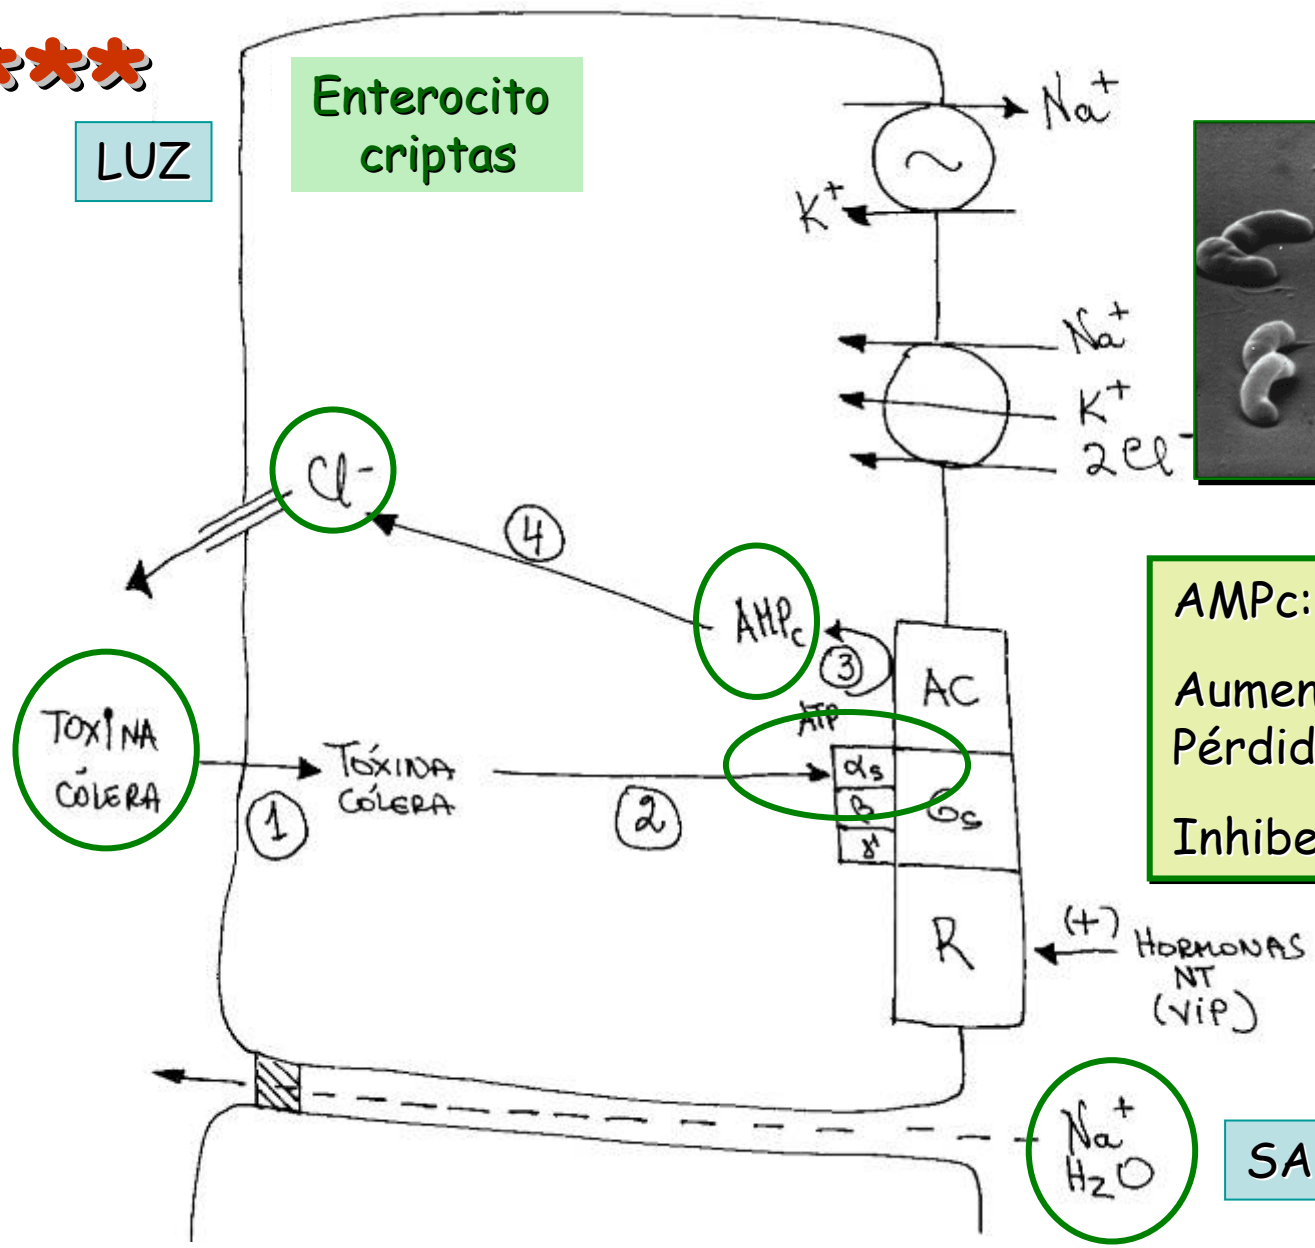 ***
LUZ
Enterocito
criptas
Na+
K+
Na+
K+
2Cl-
Cl-
4
AMPc
3
ATP
AC
αs
β
γ
Gs
R
TOXINA
CÓLERA
1
TOXINA
CÓLERA
2
AMPc:
Aumen
Pérdid
Inhibe
(+)
HORMONAS
NT
(VIP)
Na+
H2O
SA